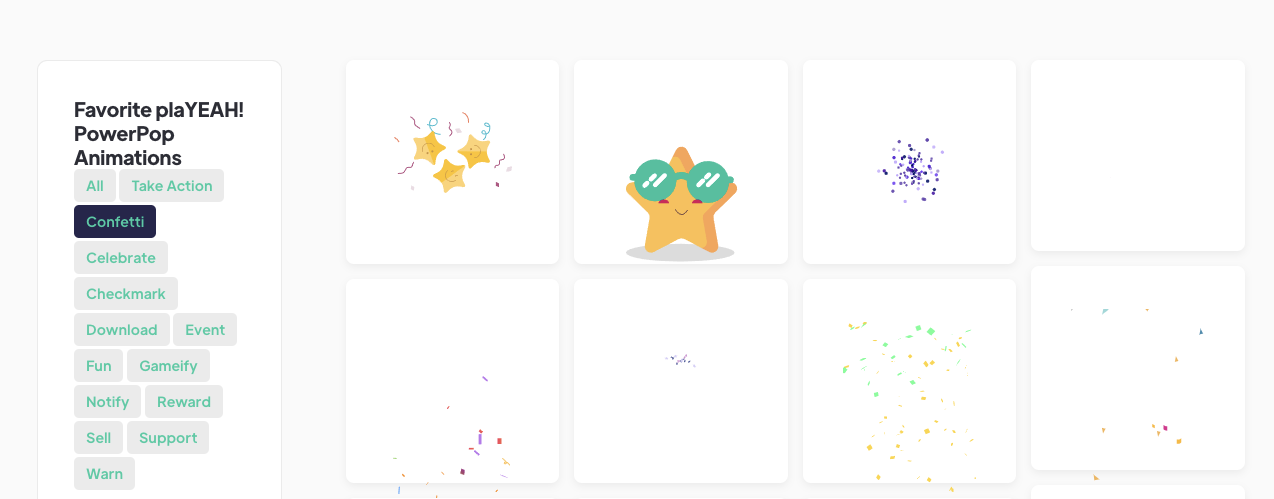 Favorite plaYEAH!
PowerPop
Animations
All Take Action
Confetti
Celebrate
Checkmark
Download Event
Fun Gameify
Notify Reward
Sell Support
Warn